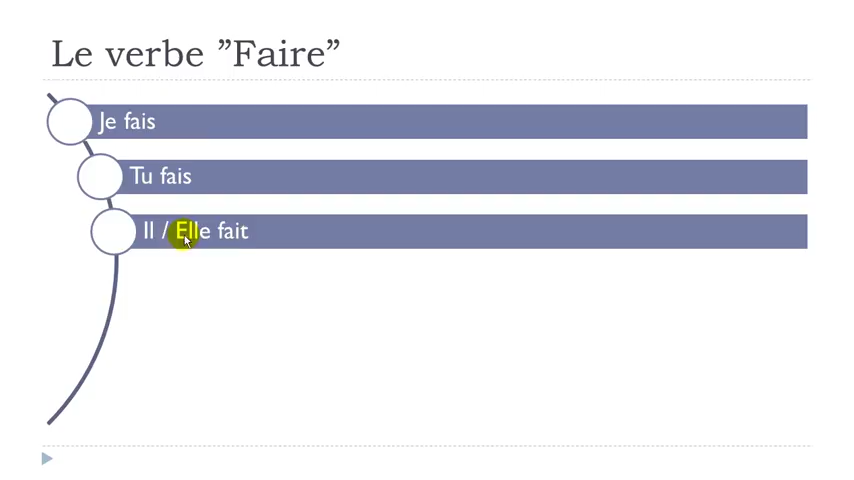 Le verbe ”Faire”
Je fais
Tu fais
Il / Elle fait